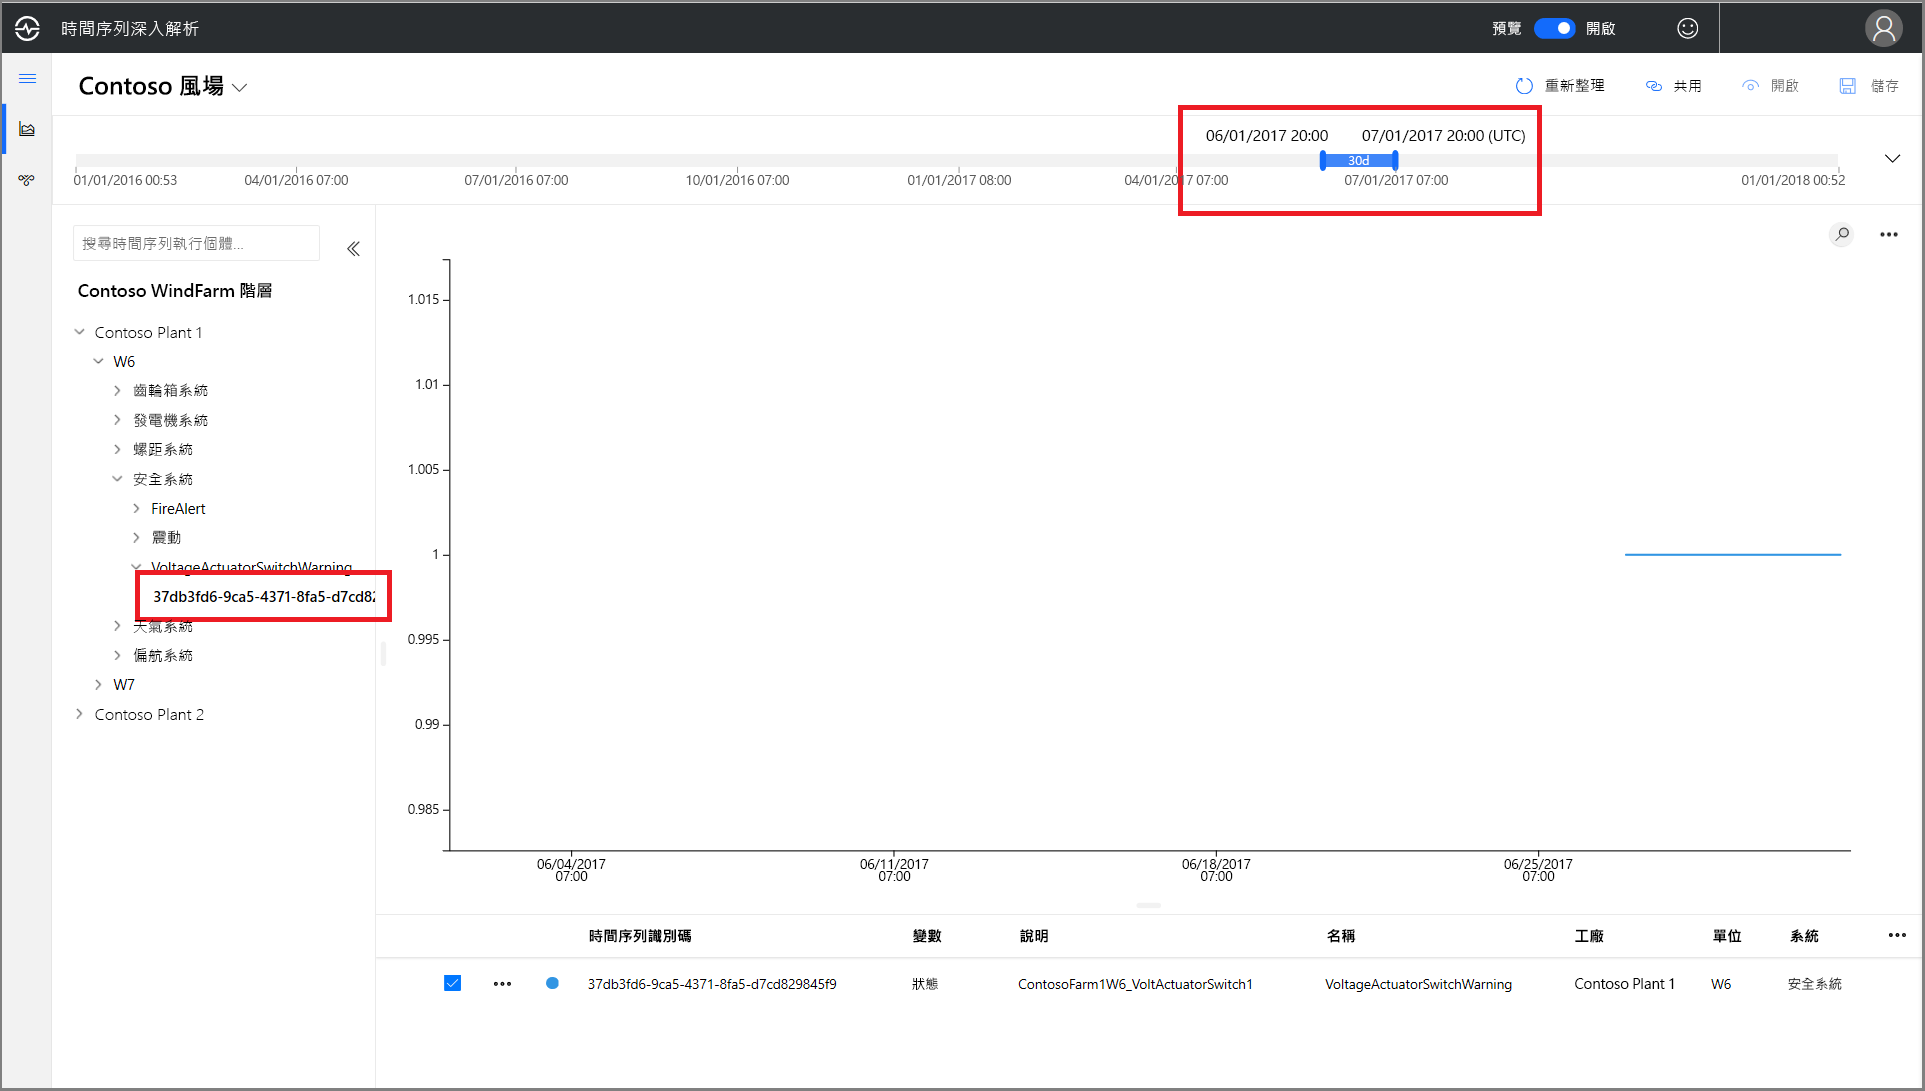 時間序列深入解析
預覽 開啟
Contoso 風場
重新整理 共用 開啟 儲存
06/01/2017 20:00 07/01/2017 20:00 (UTC)
30d
01/01/2016 00:53 04/01/2016 07:00 07/01/2016 07:00 10/01/2016 07:00 01/01/2017 08:00 04/01/2017 07:00 07/01/2017 07:00 01/01/2018 00:52
搜尋時間序列執行個體...
Contoso WindFarm 階層
Contoso Plant 1
W6
齒輪箱系統
發電機系統
螺距系統
安全系統
FireAlert
震動
VoltageActuatorSwitchWarning
37db3fd6-9ca5-4371-8fa5-d7cd82
天氣系統
偏航系統
W7
Contoso Plant 2
1.015
1.01
1.005
1
0.995
0.99
0.985
06/04/2017 06/11/2017 06/18/2017 06/25/2017
07:00 07:00 07:00 07:00
時間序列識別碼 變數 說明 名稱 工廠 單位 系統
37db3fd6-9ca5-4371-8fa5-d7cd829845f9 狀態 ContosoFarm1W6_VoltActuatorSwitch1 VoltageActuatorSwitchWarning Contoso Plant 1 W6 安全系統